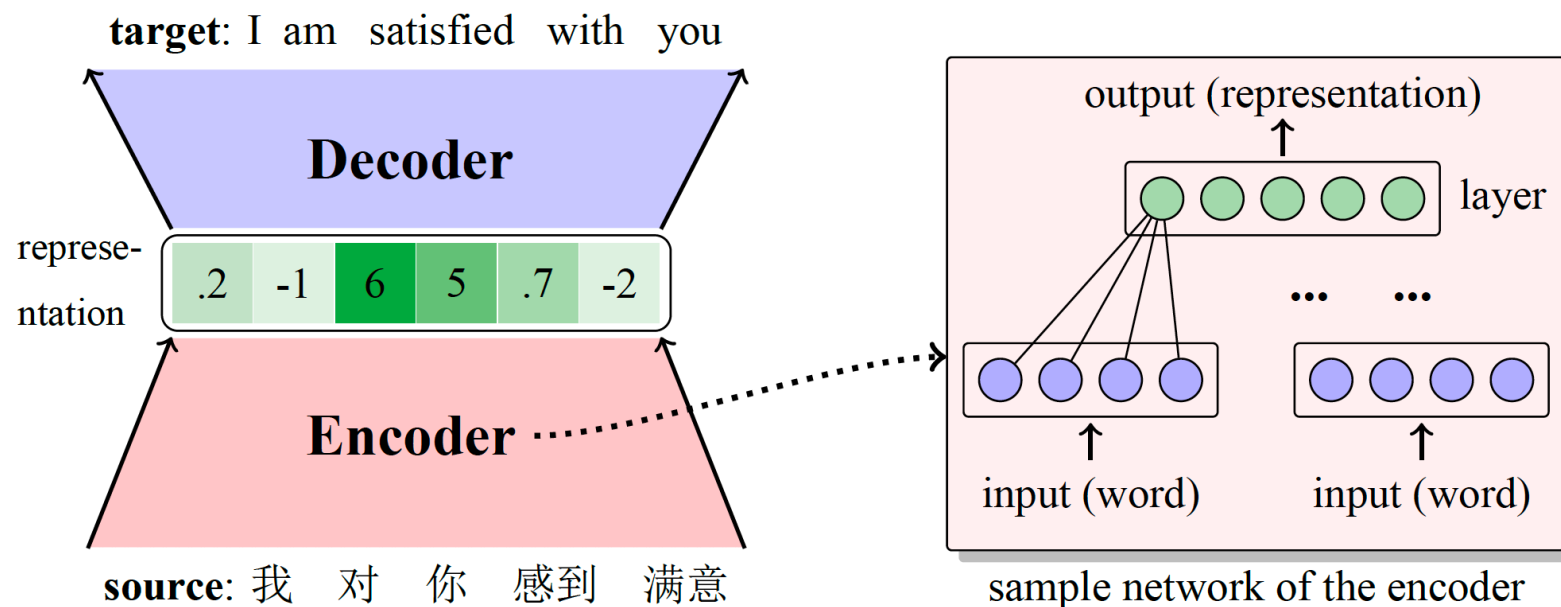 target: I am satisfied with you
Decoder
represe-
ntation
.2 -1 6 5 .7 -2
Encoder
source: 我 对 你 感到 满意
output (representation)
layer
... ...
input (word) input (word)
sample network of the encoder